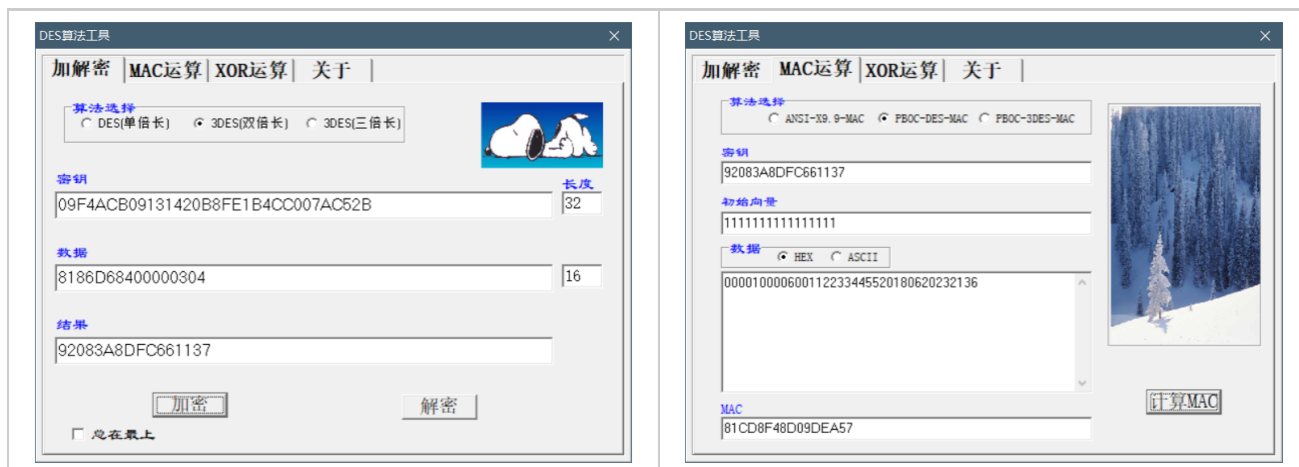 DES算法工具
加解密 MAC运算 XOR运算 关于
算法选择
DES(单倍长) 3DES(双倍长) 3DES(三倍长)
密钥
长度
09F4ACB09131420B8FE1B4CC007AC52B
32
数据
8186D68400000304
16
结果
92083A8DFC661137
加密 解密
总在最上
DES算法工具
加解密 MAC运算 XOR运算 关于
算法选择
ANSI-X9.9-MAC PBOC-DES-MAC PBOC-3DES-MAC
密钥
92083A8DFC661137
初始向量
1111111111111111
数据 HEX ASCII
000010000600112233445520180620232136
计算MAC
MAC
81CD8F48D09DEA57